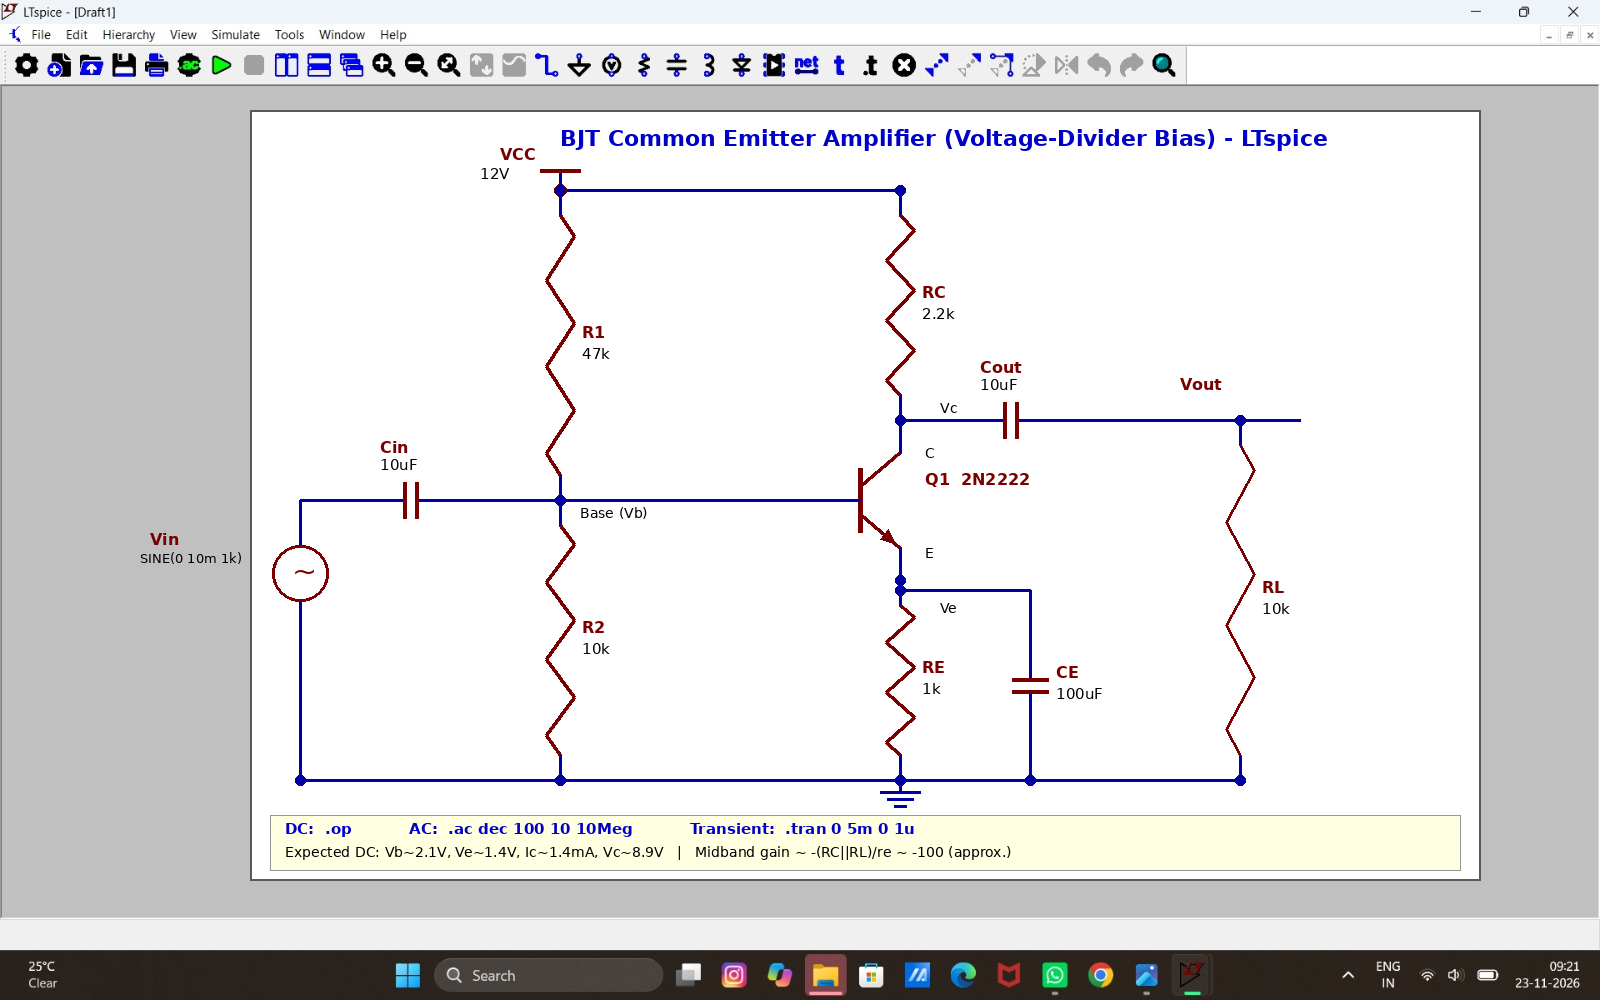 LTspice - [Draft1]
File Edit Hierarchy View Simulate Tools Window Help
.ac net t .t
BJT Common Emitter Amplifier (Voltage-Divider Bias) - LTspice
VCC
12V
R1
47k
RC
2.2k
Cout
10uF
Vout
Vc
Cin
10uF
C
Q1 2N2222
Base (Vb)
Vin
SINE(0 10m 1k)
~
E
Ve
RL
10k
R2
10k
RE
1k
CE
100uF
DC: .op AC: .ac dec 100 10 10Meg Transient: .tran 0 5m 0 1u
Expected DC: Vb~2.1V, Ve~1.4V, Ic~1.4mA, Vc~8.9V | Midband gain ~ -(RC||RL)/re ~ -100 (approx.)
25°C
Clear
Search
ENG
IN
09:21
23-11-2026